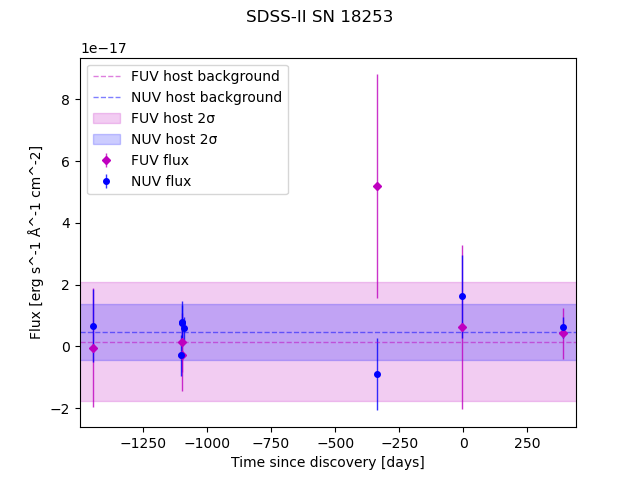 SDSS-II SN 18253
1e−17
FUV host background
NUV host background
FUV host 2σ
NUV host 2σ
FUV flux
NUV flux
8
6
4
2
0
−2
Flux [erg s^-1 Å^-1 cm^-2]
−1250 −1000 −750 −500 −250 0 250
Time since discovery [days]